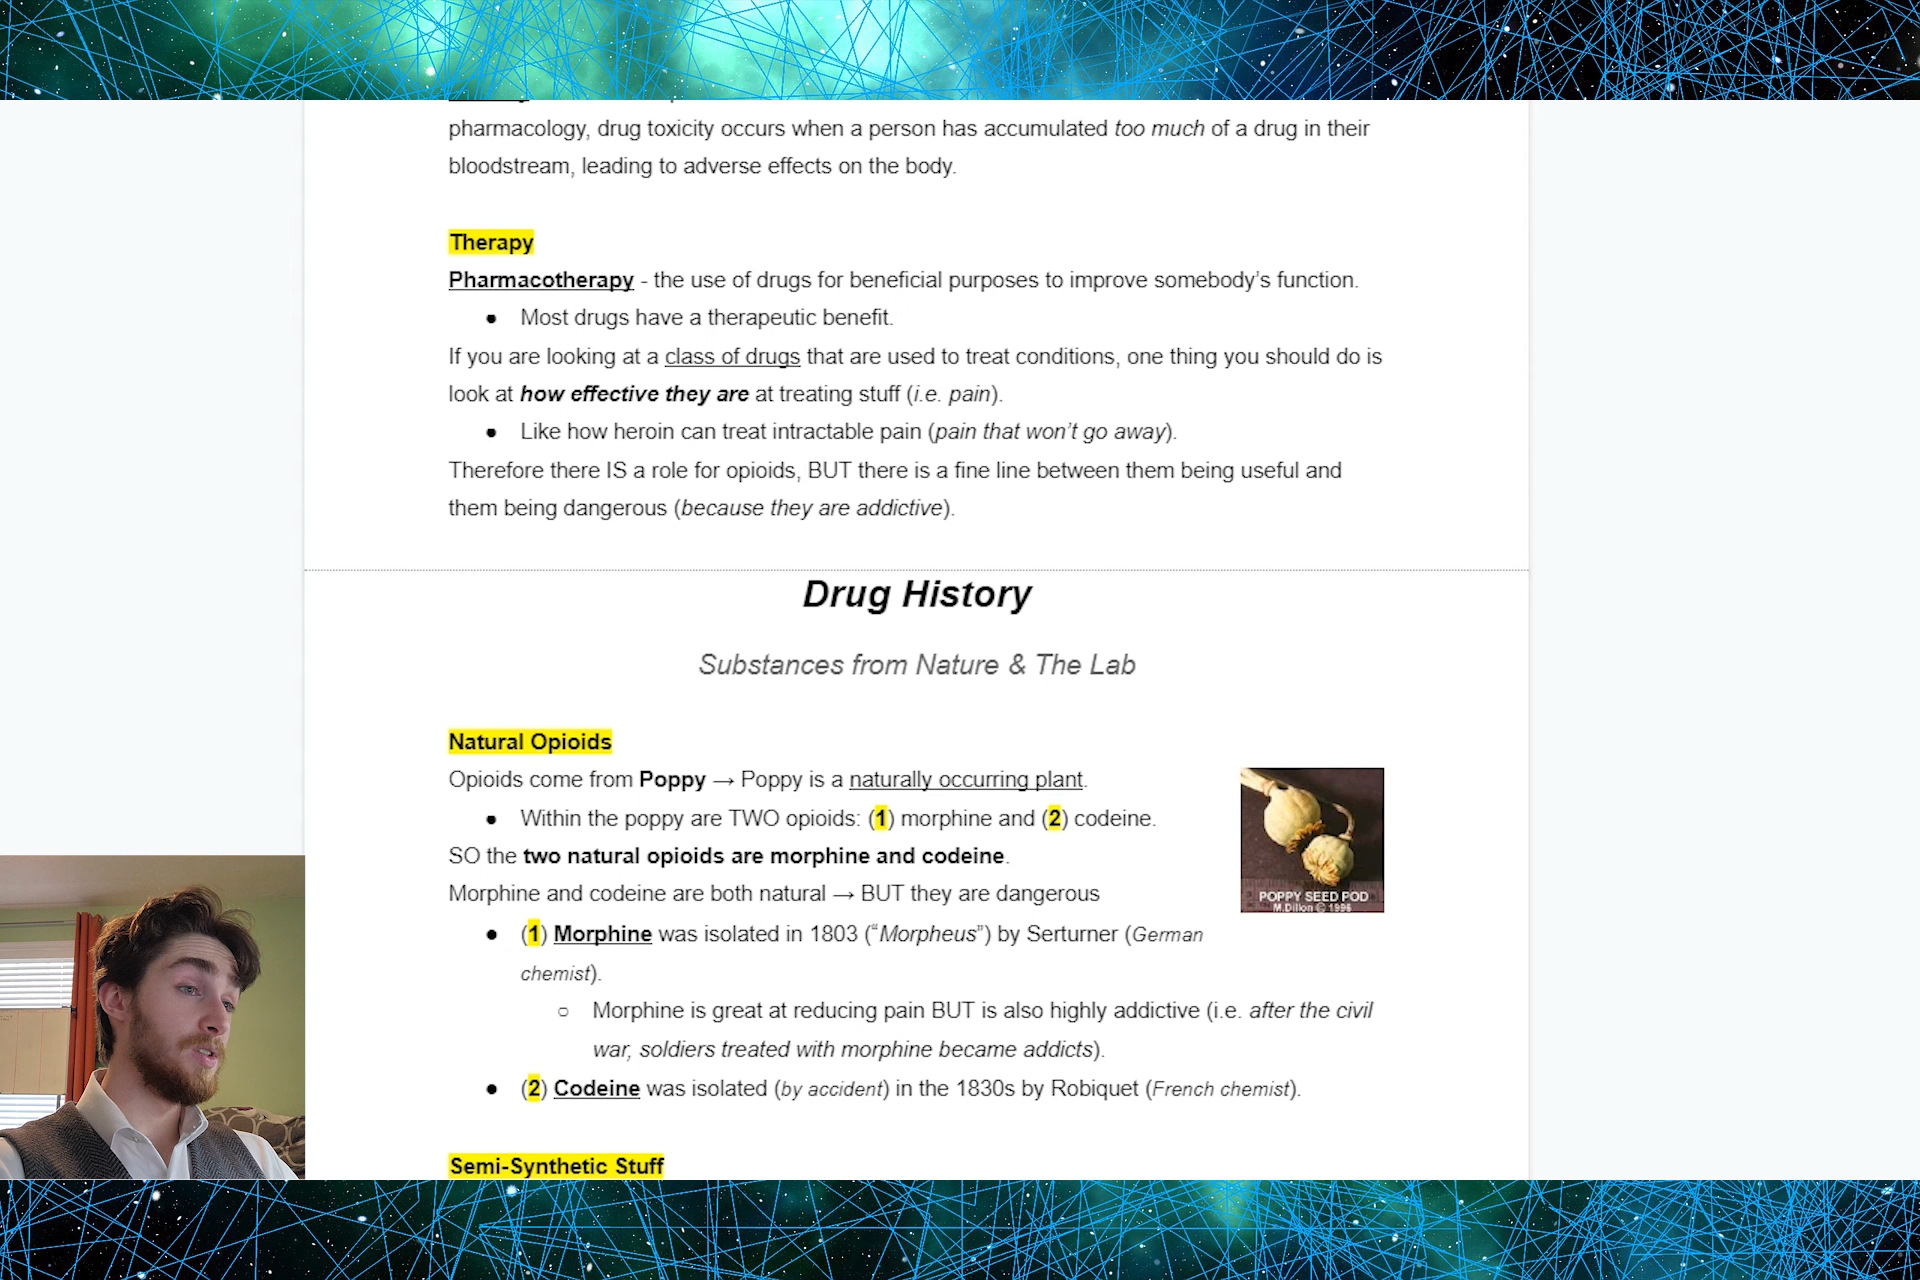 pharmacology, drug toxicity occurs when a person has accumulated too much of a drug in their
bloodstream, leading to adverse effects on the body.
Therapy
Pharmacotherapy - the use of drugs for beneficial purposes to improve somebody's function.
● Most drugs have a therapeutic benefit.
If you are looking at a class of drugs that are used to treat conditions, one thing you should do is
look at how effective they are at treating stuff (i.e. pain).
● Like how heroin can treat intractable pain (pain that won't go away).
Therefore there IS a role for opioids, BUT there is a fine line between them being useful and
them being dangerous (because they are addictive).
Drug History
Substances from Nature & The Lab
Natural Opioids
Opioids come from Poppy → Poppy is a naturally occurring plant.
● Within the poppy are TWO opioids: (1) morphine and (2) codeine.
SO the two natural opioids are morphine and codeine.
Morphine and codeine are both natural → BUT they are dangerous
POPPY SEED POD
M.Dillon © 1996
● (1) Morphine was isolated in 1803 ("Morpheus") by Serturner (German
chemist).
○ Morphine is great at reducing pain BUT is also highly addictive (i.e. after the civil
war, soldiers treated with morphine became addicts).
● (2) Codeine was isolated (by accident) in the 1830s by Robiquet (French chemist).
Semi-Synthetic Stuff